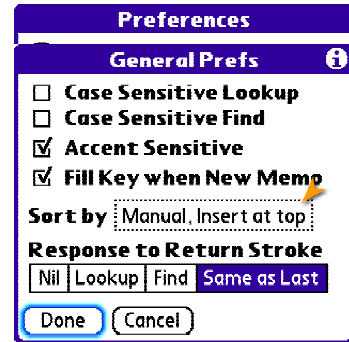 Preferences
General Prefs
Case Sensitive Lookup
Case Sensitive Find
Accent Sensitive
Fill Key when New Memo
Sort by Manual, Insert at top
Response to Return Stroke
Nil Lookup Find Same as Last
Done Cancel